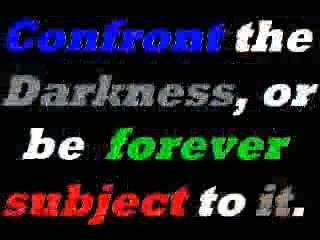 Confront the
Darkness, or
be forever
subject to it.